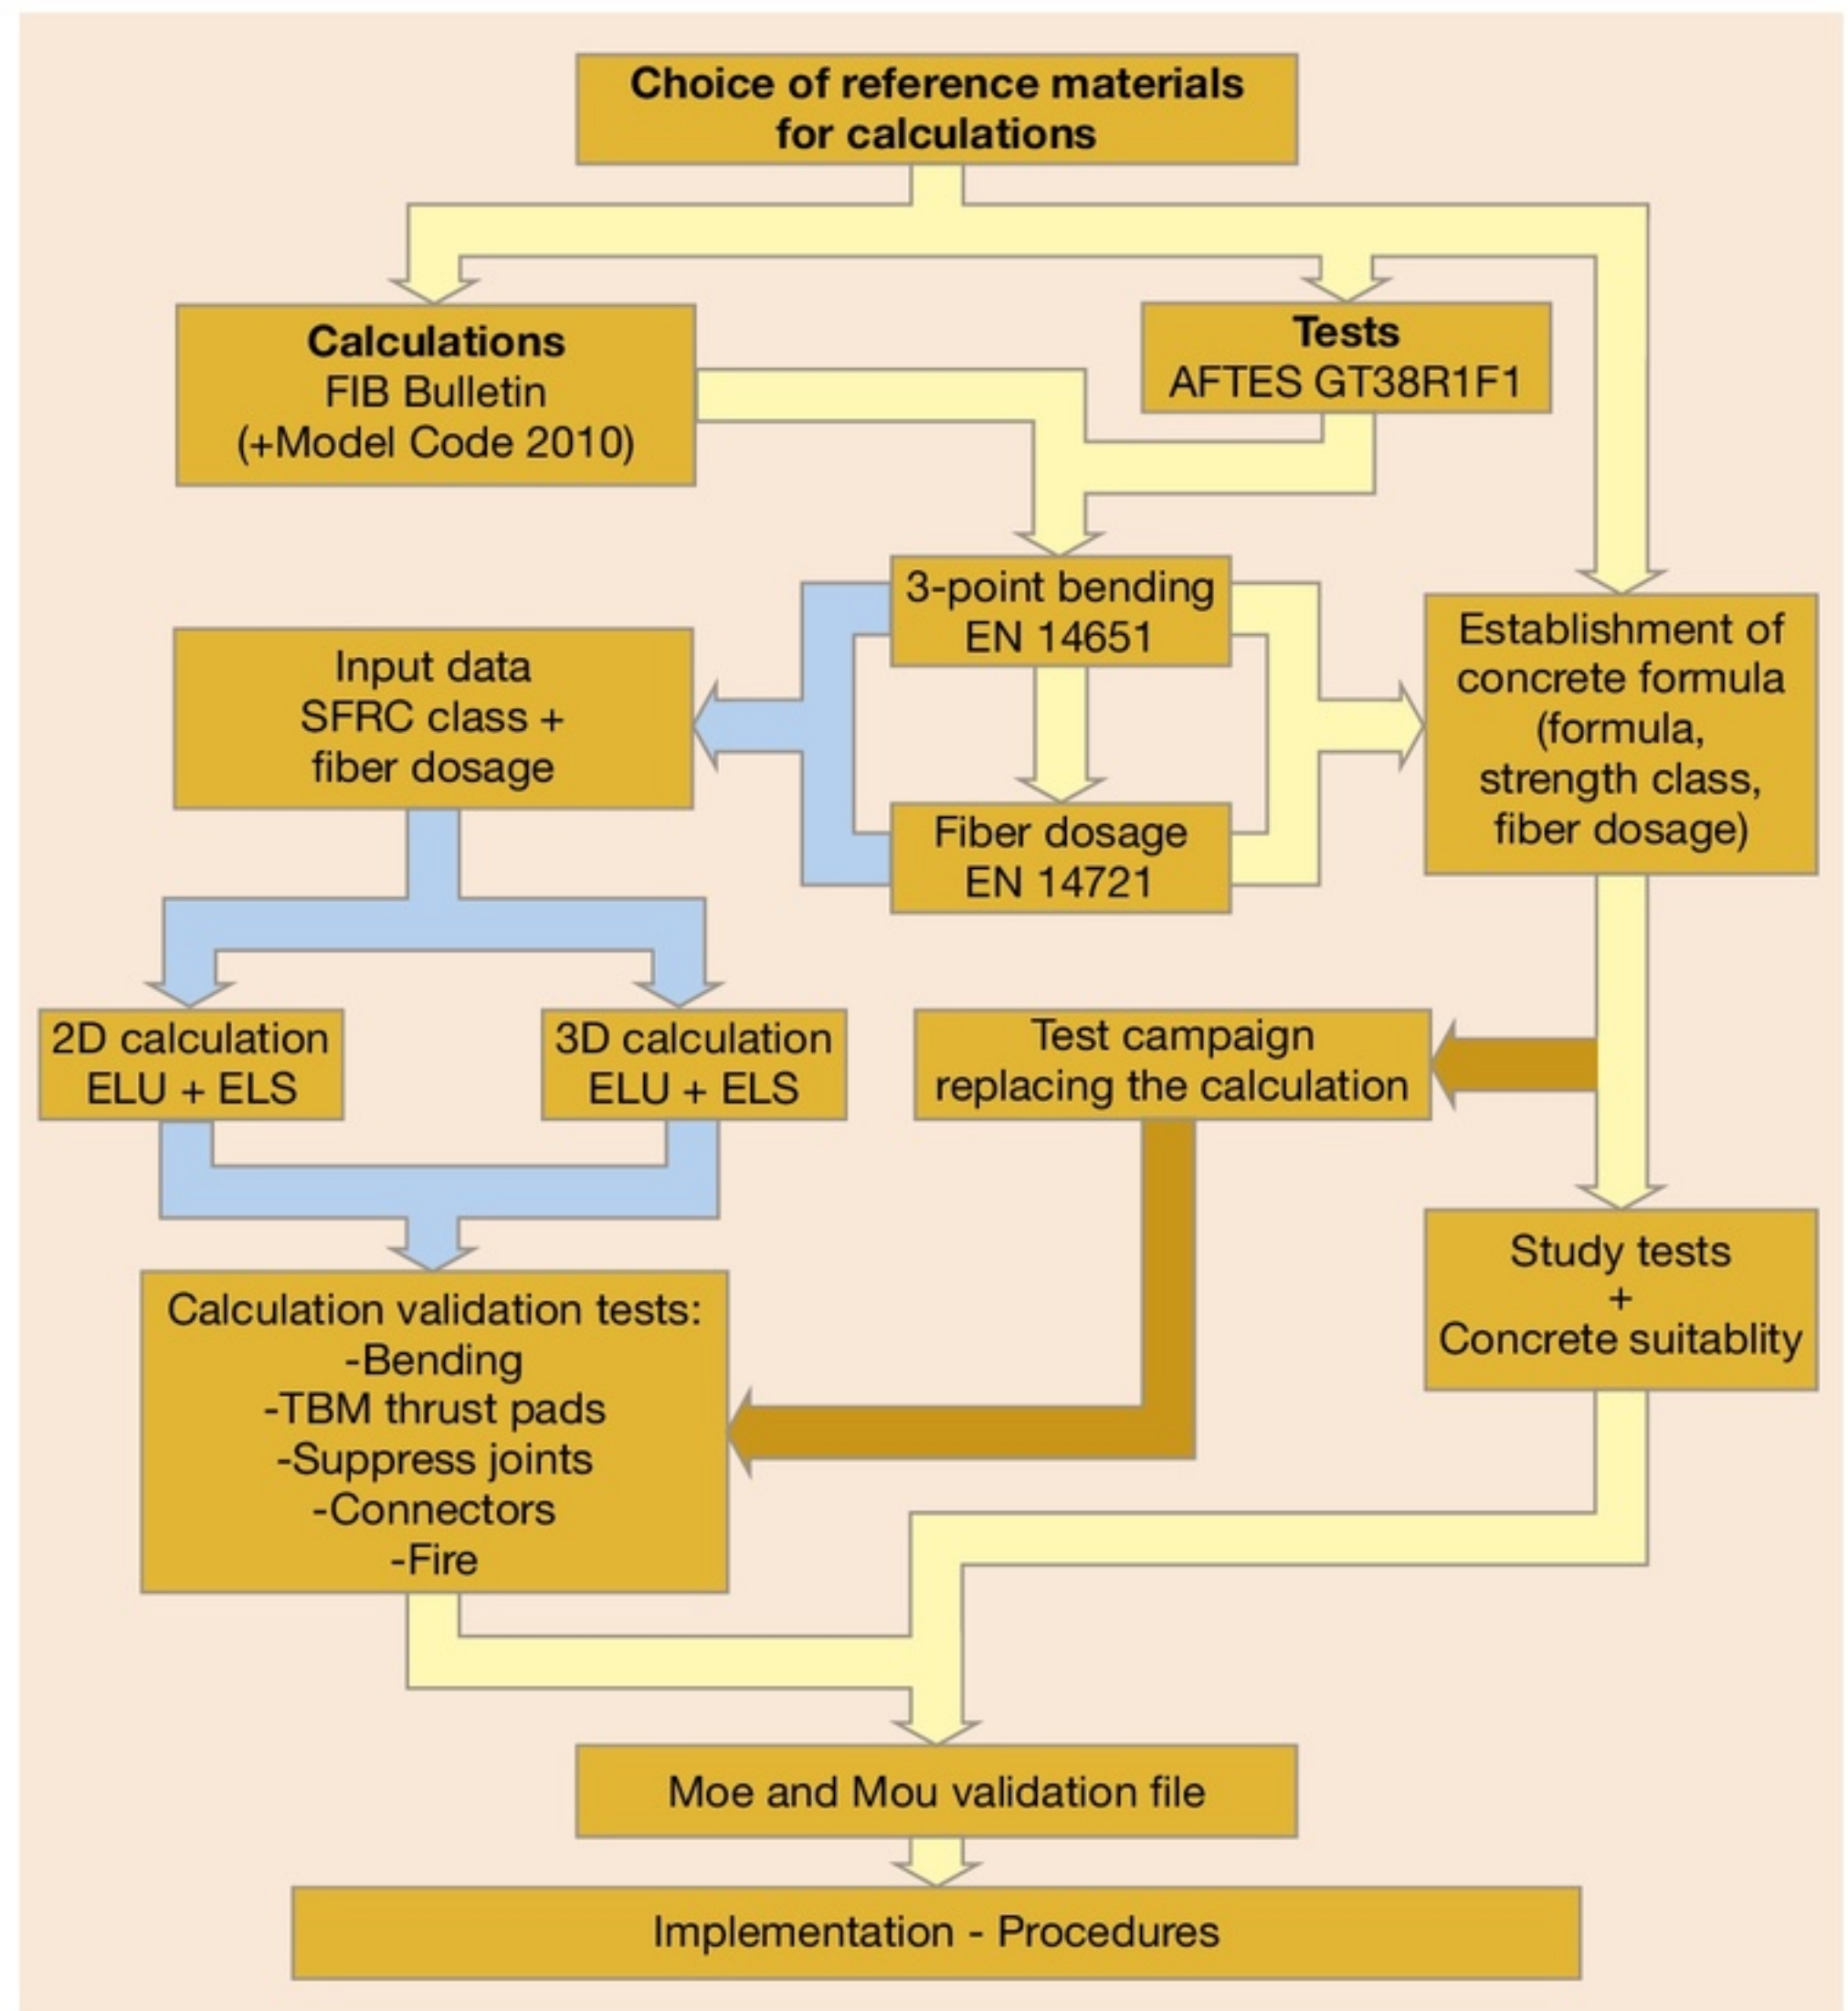 Choice of reference materials
for calculations
Calculations
FIB Bulletin
(+Model Code 2010)
Tests
AFTES GT38R1F1
3-point bending
EN 14651
Input data
SFRC class +
fiber dosage
Establishment of
concrete formula
(formula,
strength class,
fiber dosage)
Fiber dosage
EN 14721
2D calculation
ELU + ELS
3D calculation
ELU + ELS
Test campaign
replacing the calculation
Study tests
+
Concrete suitablity
Calculation validation tests:
-Bending
-TBM thrust pads
-Suppress joints
-Connectors
-Fire
Moe and Mou validation file
Implementation - Procedures